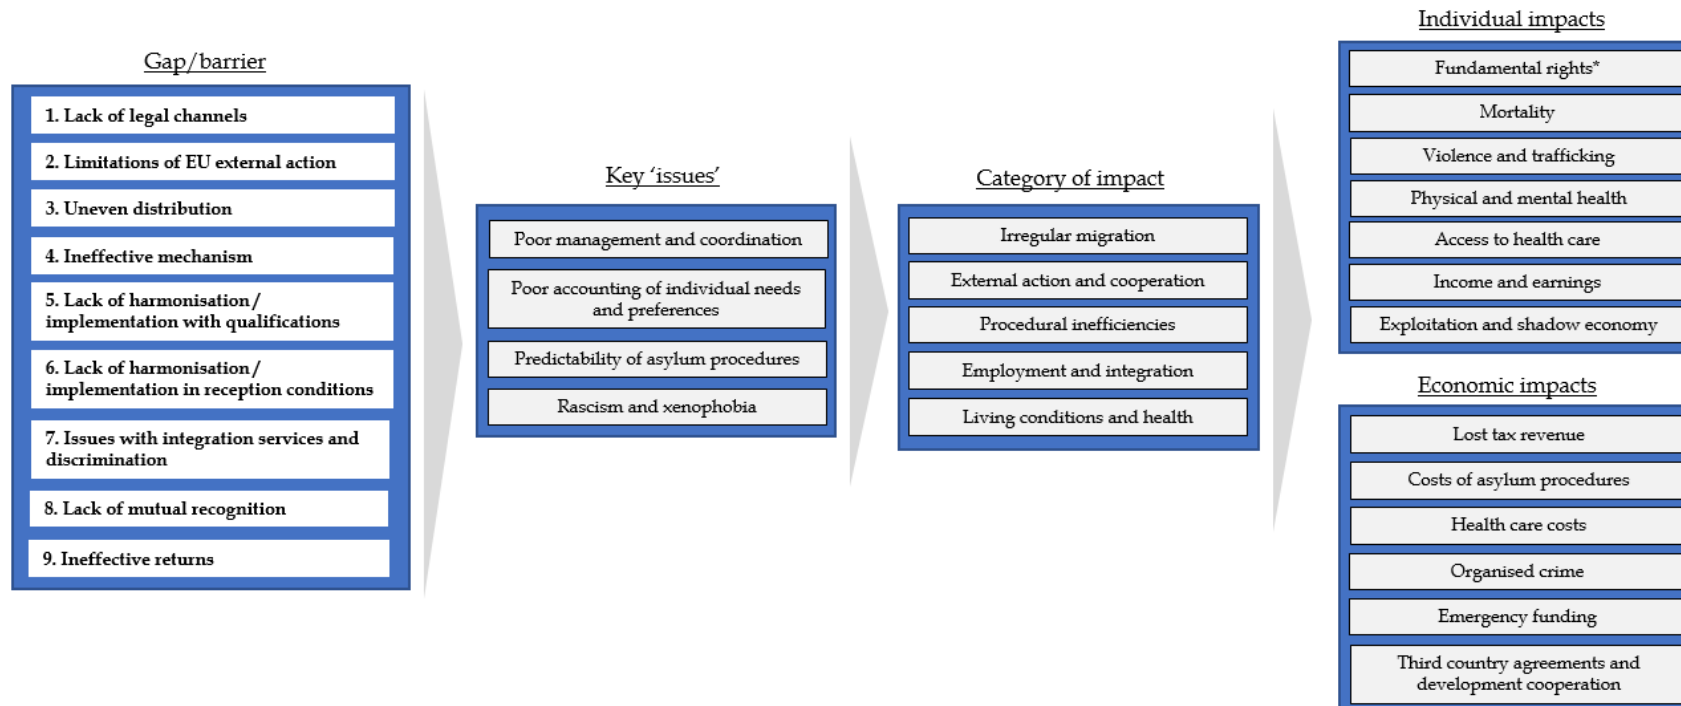 Gap/barrier
1. Lack of legal channels
2. Limitations of EU external action
3. Uneven distribution
4. Ineffective mechanism
5. Lack of harmonisation/
implementation with qualifications
6. Lack of harmonisation/
implementation in reception conditions
7. Issues with integration services and
discrimination
8. Lack of mutual recognition
9. Ineffective returns
Key ‘issues’
Poor management and coordination
Poor accounting of individual needs
and preferences
Predictability of asylum procedures
Rascism and xenophobia
Category of impact
Irregular migration
External action and cooperation
Procedural inefficiencies
Employment and integration
Living conditions and health
Individual impacts
Fundamental rights*
Mortality
Violence and trafficking
Physical and mental health
Access to health care
Income and earnings
Exploitation and shadow economy
Economic impacts
Lost tax revenue
Costs of asylum procedures
Health care costs
Organised crime
Emergency funding
Third country agreements and
development cooperation